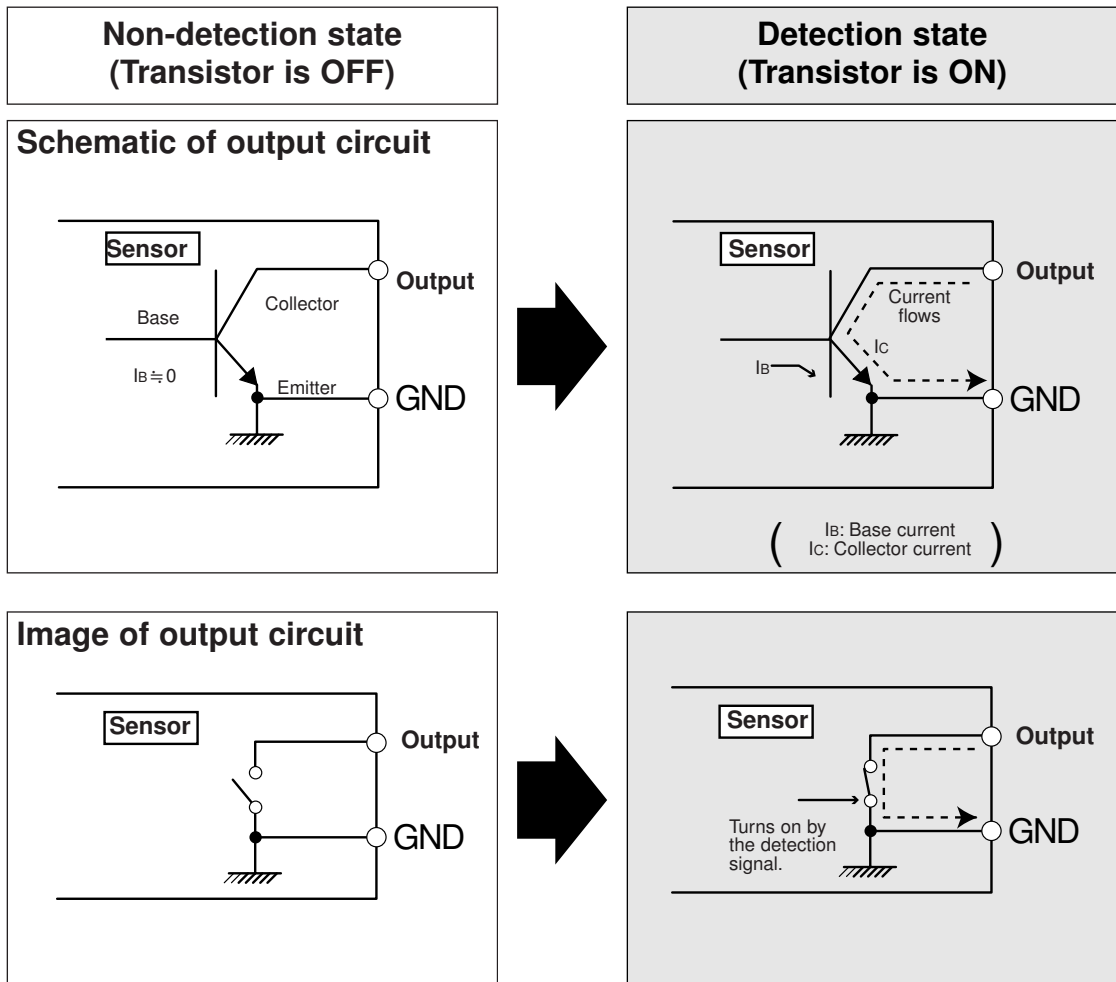 Non-detection state
(Transistor is OFF)
Detection state
(Transistor is ON)
Schematic of output circuit
Sensor
Output
Collector
Base
IB≒0
Emitter
GND
Sensor
Output
Current
flows
IC
IB
GND
( IB: Base current
IC: Collector current )
Image of output circuit
Sensor
Output
GND
Sensor
Output
Turns on by
the detection
signal.
GND